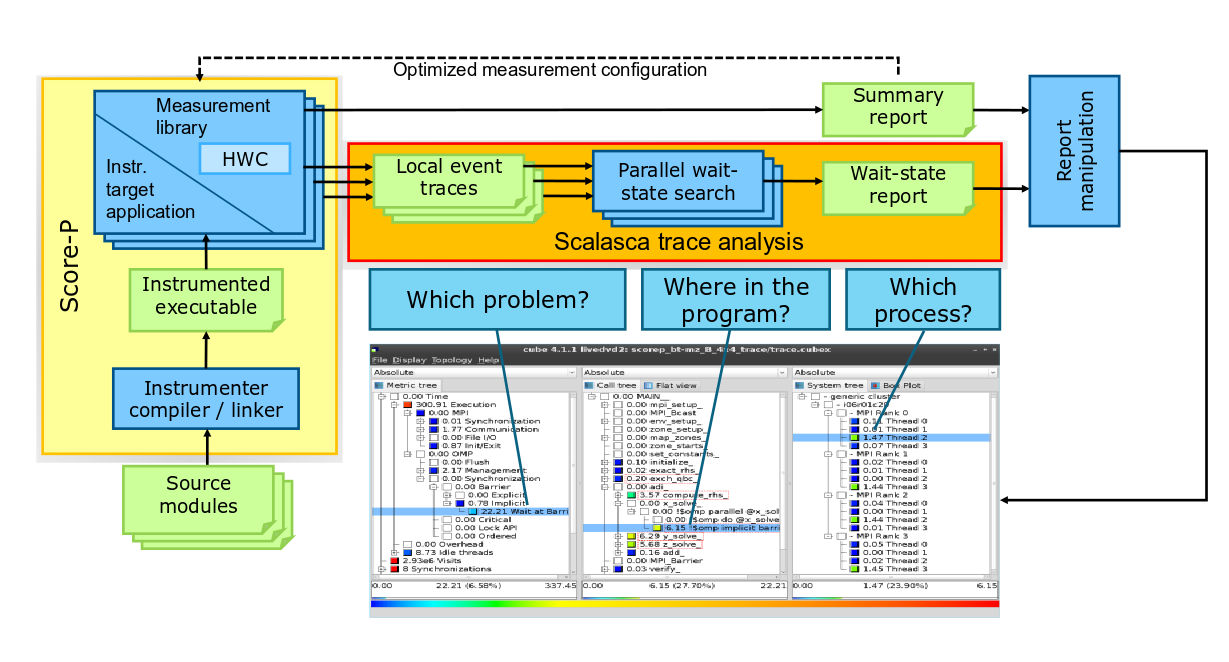 Optimized measurement configuration
Measurement
library
HWC
Instr.
target
application
Score-P
Instrumented
executable
Instrumenter
compiler / linker
Source
modules
Local event
traces
Parallel wait-
state search
Wait-state
report
Scalasca trace analysis
Summary
report
Report
manipulation
Which problem?
Where in the
program?
Which
process?
cube 4.1.1 livedvd2: scorep_bt-mz_B_4x4_trace/trace.cubex
File Display Topology Help
Absolute
Metric tree
0.00 Time
300.91 Execution
0.00 MPI
0.01 Synchronization
1.77 Communication
0.00 File I/O
0.87 Init/Exit
0.00 OMP
0.00 Flush
2.17 Management
0.00 Synchronization
0.00 Barrier
0.00 Explicit
0.78 Implicit
22.21 Wait at Barri
0.00 Critical
0.00 Lock API
0.00 Ordered
0.00 Overhead
8.73 Idle threads
2.93e6 Visits
8 Synchronizations
0.00 22.21 (6.58%) 337.45
Absolute
Call tree Flat view
0.00 MAIN__
0.00 mpi_setup_
0.00 MPI_Bcast
0.00 env_setup_
0.00 zone_setup_
0.00 map_zones_
0.00 zone_starts_
0.00 set_constants_
0.10 initialize_
0.02 exact_rhs_
0.20 exch_qbc_
0.00 adi_
3.57 compute_rhs_
0.00 x_solve_
0.00 !$omp parallel @x_sol
0.00 !$omp do @x_solve
6.15 !$omp implicit barri
6.29 y_solve_
5.68 z_solve_
0.16 add_
0.00 MPI_Barrier
0.03 verify_
0.00 6.15 (27.70%) 22.21
Absolute
System tree Box Plot
- generic cluster
- i06r01c20
- MPI Rank 0
Thread 0
Thread 1
1.47 Thread 2
0.07 Thread 3
- MPI Rank 1
0.02 Thread 0
0.01 Thread 1
0.00 Thread 2
1.44 Thread 3
- MPI Rank 2
0.04 Thread 0
0.00 Thread 1
1.44 Thread 2
0.01 Thread 3
- MPI Rank 3
0.05 Thread 0
0.00 Thread 1
0.02 Thread 2
1.45 Thread 3
0.00 1.47 (23.90%) 6.15